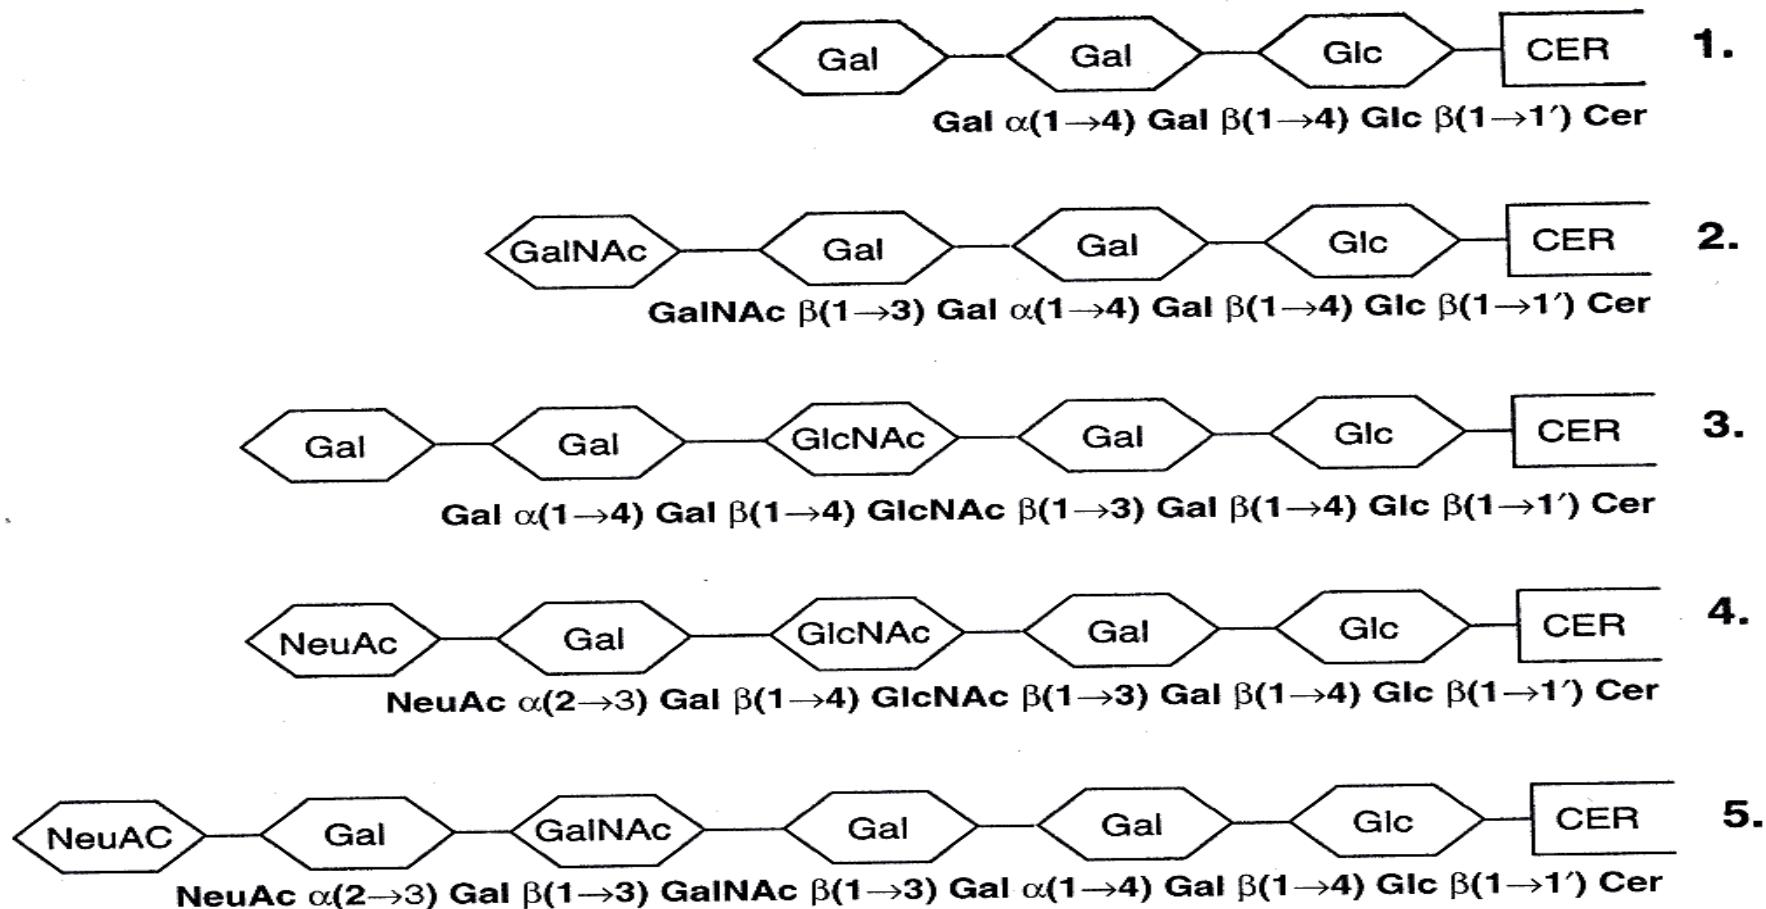 Gal Gal Glc CER 1.
Gal α(1→4) Gal β(1→4) Glc β(1→1′) Cer
GalNAc Gal Gal Glc CER 2.
GalNAc β(1→3) Gal α(1→4) Gal β(1→4) Glc β(1→1′) Cer
Gal Gal GlcNAc Gal Glc CER 3.
Gal α(1→4) Gal β(1→4) GlcNAc β(1→3) Gal β(1→4) Glc β(1→1′) Cer
NeuAc Gal GlcNAc Gal Glc CER 4.
NeuAc α(2→3) Gal β(1→4) GlcNAc β(1→3) Gal β(1→4) Glc β(1→1′) Cer
NeuAC Gal GalNAc Gal Gal Glc CER 5.
NeuAc α(2→3) Gal β(1→3) GalNAc β(1→3) Gal α(1→4) Gal β(1→4) Glc β(1→1′) Cer